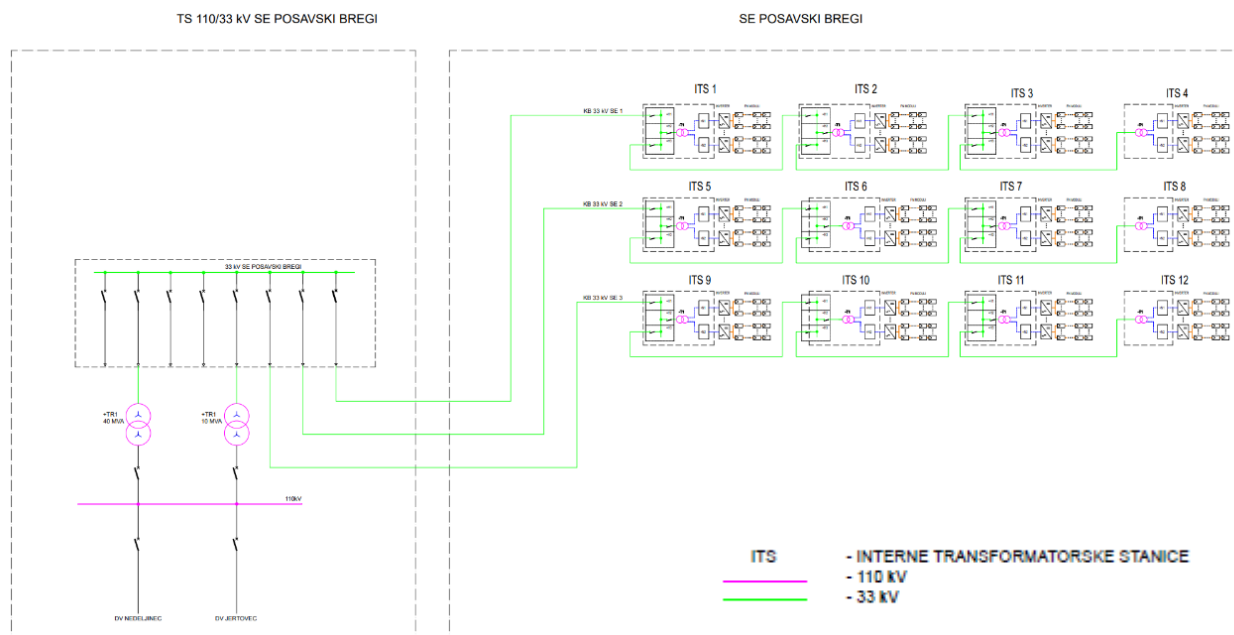 TS 110/33 kV SE POSAVSKI BREGI
SE POSAVSKI BREGI
ITS 1
ITS 2
ITS 3
ITS 4
KB 33 kV SE 1
ITS 5
ITS 6
ITS 7
ITS 8
KB 33 kV SE 2
ITS 9
ITS 10
ITS 11
ITS 12
KB 33 kV SE 3
33 kV SE POSAVSKI BREGI
+TR1
40 MVA
+TR1
10 MVA
110kV
DV NEDELJINEC
DV JERTOVEC
ITS - INTERNE TRANSFORMATORSKE STANICE
- 110 kV
- 33 kV